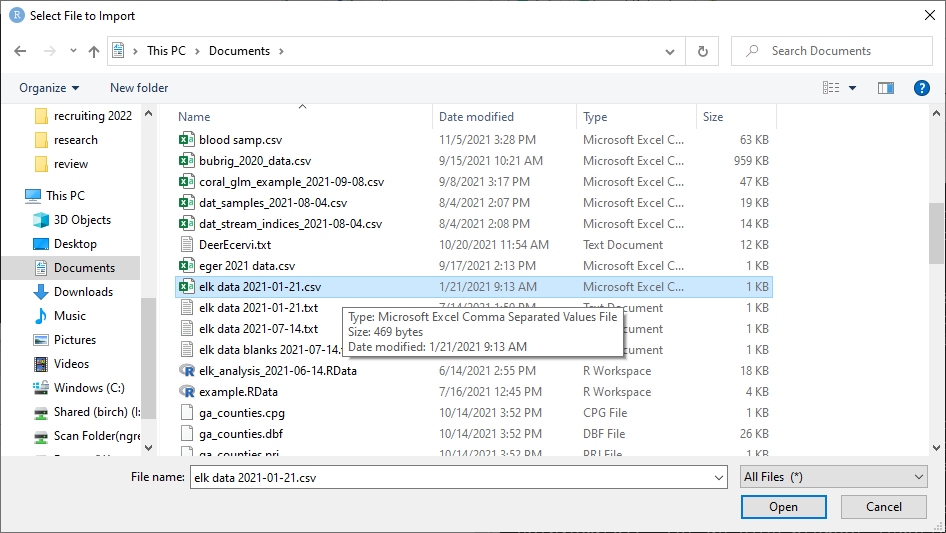 Select File to Import
This PC > Documents >
Search Documents
Organize New folder
Name Date modified Type Size
recruiting 2022
research
review
This PC
3D Objects
Desktop
Documents
Downloads
Music
Pictures
Videos
Windows (C:)
Shared (birch) (I:
Scan Folder(ngre
blood samp.csv 11/5/2021 3:28 PM Microsoft Excel C... 63 KB
bubrig_2020_data.csv 9/15/2021 10:21 AM Microsoft Excel C... 959 KB
coral_glm_example_2021-09-08.csv 9/8/2021 3:17 PM Microsoft Excel C... 47 KB
dat_samples_2021-08-04.csv 8/4/2021 2:07 PM Microsoft Excel C... 19 KB
dat_stream_indices_2021-08-04.csv 8/4/2021 2:08 PM Microsoft Excel C... 14 KB
DeerEcervi.txt 10/20/2021 11:54 AM Text Document 12 KB
eger 2021 data.csv 9/17/2021 2:13 PM Microsoft Excel C... 1 KB
elk data 2021-01-21.csv 1/21/2021 9:13 AM Microsoft Excel C... 1 KB
elk data 2021-01-21.txt 1 KB
elk data 2021-07-14.txt 1 KB
elk data blanks 2021-07-14. 1 KB
Type: Microsoft Excel Comma Separated Values File
Size: 469 bytes
Date modified: 1/21/2021 9:13 AM
elk_analysis_2021-06-14.RData 6/14/2021 2:55 PM R Workspace 18 KB
example.RData 7/16/2021 12:45 PM R Workspace 4 KB
ga_counties.cpg 10/14/2021 3:52 PM CPG File 1 KB
ga_counties.dbf 10/14/2021 3:52 PM DBF File 26 KB
ga_counties.prj 10/14/2021 3:52 PM PRJ File 1 KB
File name: elk data 2021-01-21.csv All Files (*)
Open Cancel